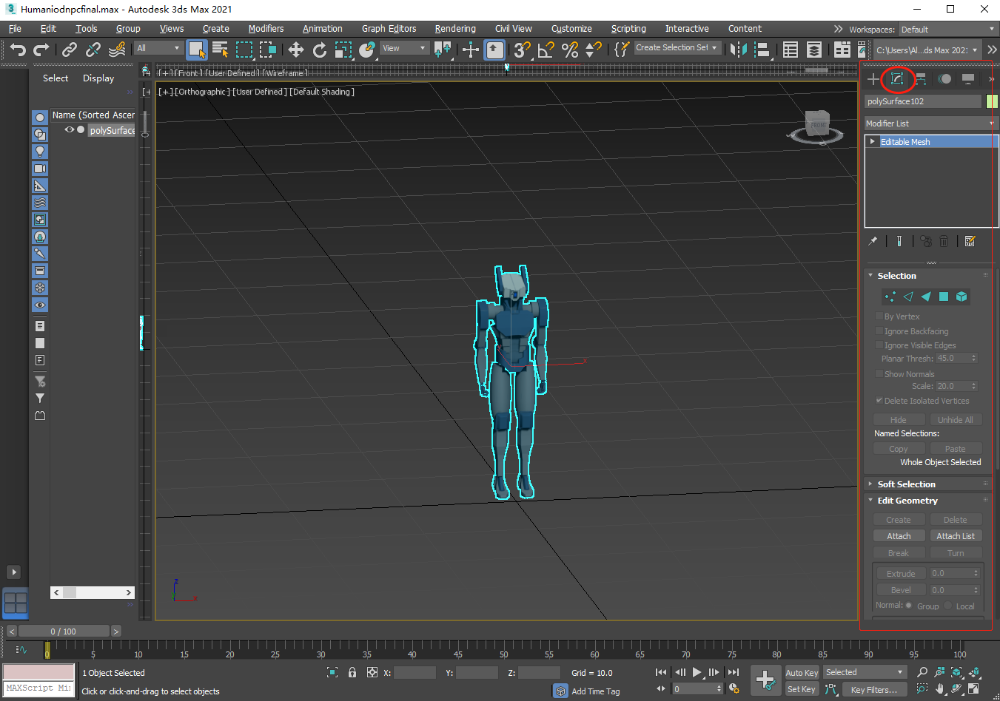 Humaniodnpcfinal.max - Autodesk 3ds Max 2021
File Edit Tools Group Views Create Modifiers Animation Graph Editors Rendering Civil View Customize Scripting Interactive Content Workspaces: Default
All View Create Selection Set C:\Users\Al...ds Max 2021
Select Display
[+] [Front ] [User Defined ] [Wireframe ]
[+] [Orthographic ] [User Defined ] [Default Shading ]
FRONT
polySurface102
Name (Sorted Ascer
polySurface
Modifier List
Editable Mesh
Selection
By Vertex
Ignore Backfacing
Ignore Visible Edges
Planar Thresh: 45.0
Show Normals
Scale: 20.0
Delete Isolated Vertices
Hide Unhide All
Named Selections:
Copy Paste
Whole Object Selected
Soft Selection
Edit Geometry
Create Delete
Attach Attach List
Break Turn
Extrude 0.0
Bevel 0.0
Normal: Group Local
x
z
x
0 / 100
0 5 10 15 20 25 30 35 40 45 50 55 60 65 70 75 80 85 90 95 100
1 Object Selected X: Y: Z: Grid = 10.0 Auto Key Selected
MAXScript Mi
Click or click-and-drag to select objects Add Time Tag 0 Set Key Key Filters...